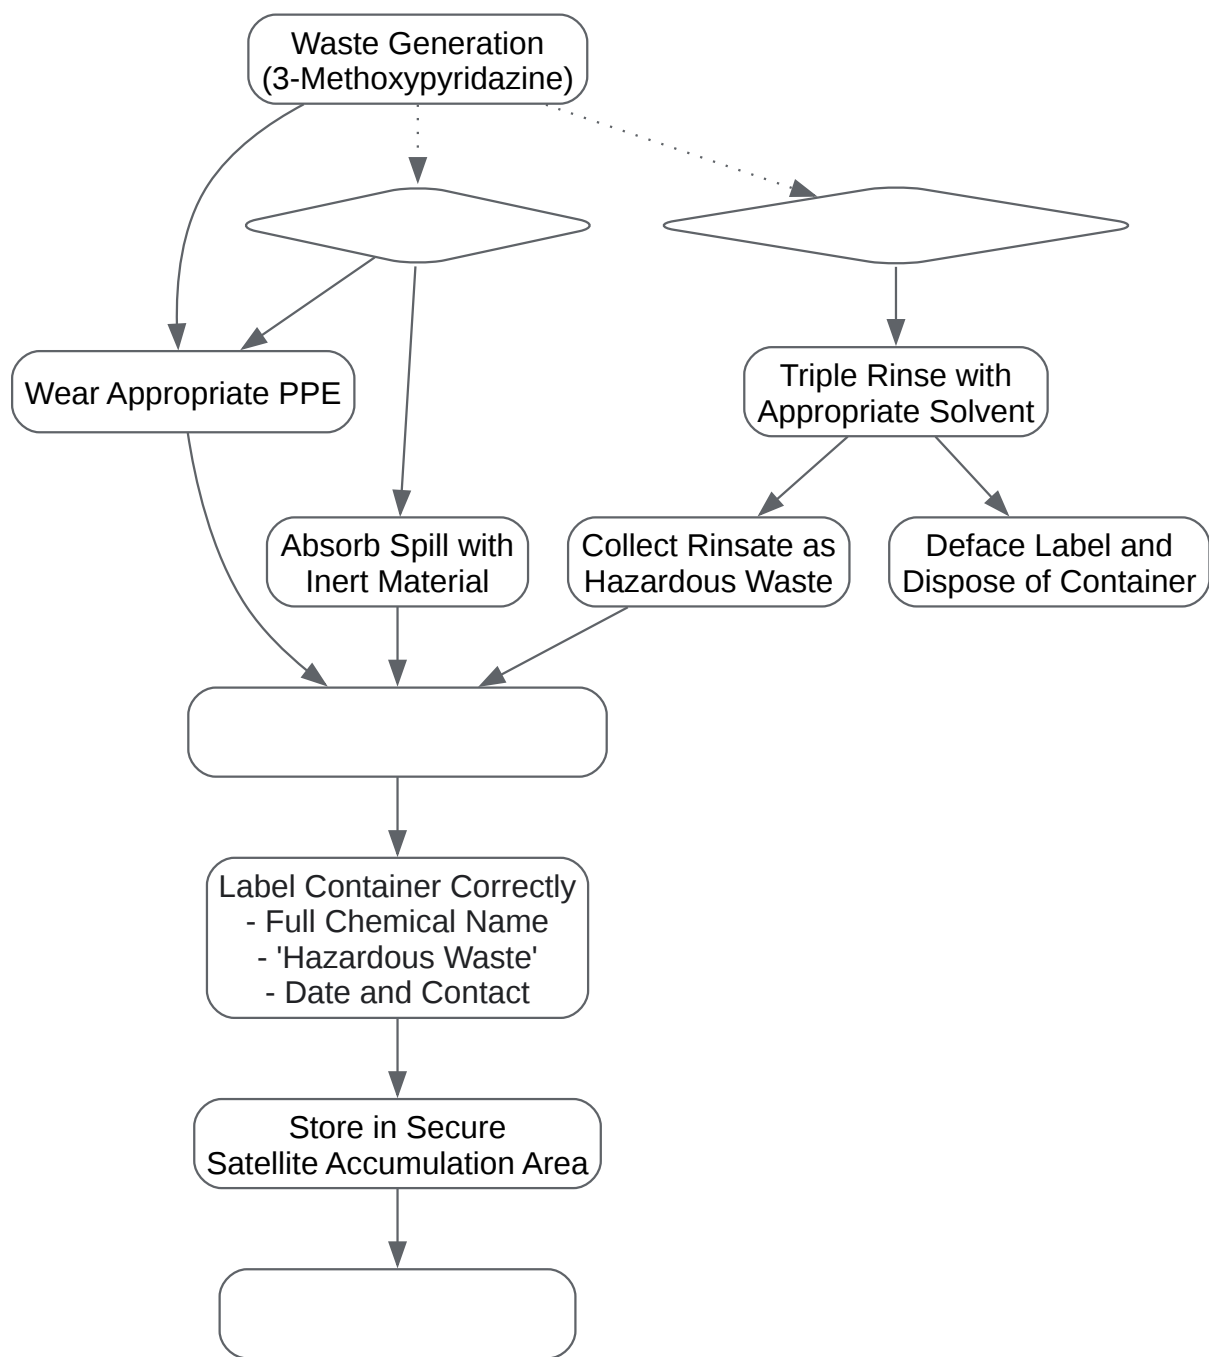 Waste Generation
(3-Methoxypyridazine)
Wear Appropriate PPE
Triple Rinse with
Appropriate Solvent
Absorb Spill with
Inert Material
Collect Rinsate as
Hazardous Waste
Deface Label and
Dispose of Container
Label Container Correctly
- Full Chemical Name
- 'Hazardous Waste'
- Date and Contact
Store in Secure
Satellite Accumulation Area